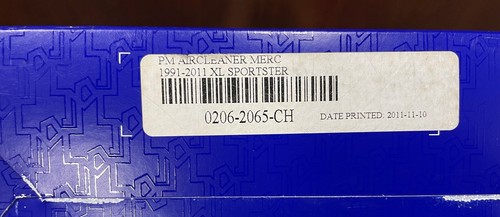 PM AIRCLEANER MERC
1991-2011 XL SPORTSTER
0206-2065-CH
DATE PRINTED: 2011-11-10